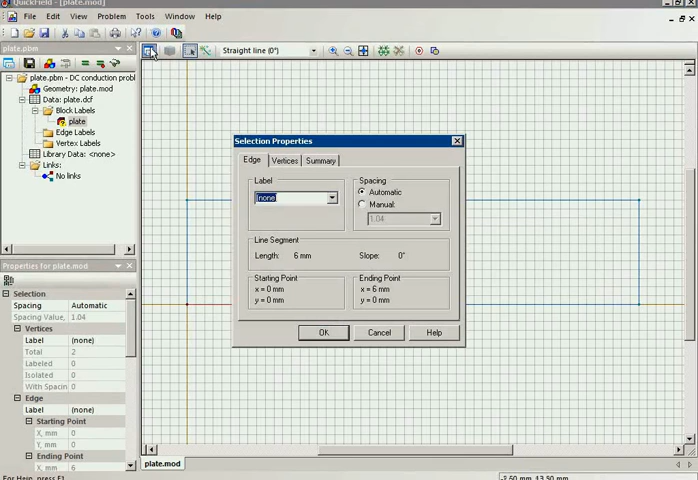 QuickField - [plate.mod]
File Edit View Problem Tools Window Help
Straight line (0°)
plate.pbm
plate.pbm - DC conduction probl
Geometry: plate.mod
Data: plate.dcf
Block Labels
plate
Edge Labels
Vertex Labels
Library Data: <none>
Links:
No links
Selection Properties
Edge Vertices Summary
Label
none
Spacing
Automatic
Manual:
1.04
Line Segment
Length: 6 mm Slope: 0°
Starting Point
x = 0 mm
y = 0 mm
Ending Point
x = 6 mm
y = 0 mm
OK Cancel Help
Properties for plate.mod
Selection
Spacing Automatic
Spacing Value, 1.04
Vertices
Label (none)
Total 2
Labeled 0
Isolated 0
With Spacin 0
Edge
Label (none)
Starting Point
X, mm 0
Y, mm 0
Ending Point
X, mm 6
plate.mod
For Help, press F1